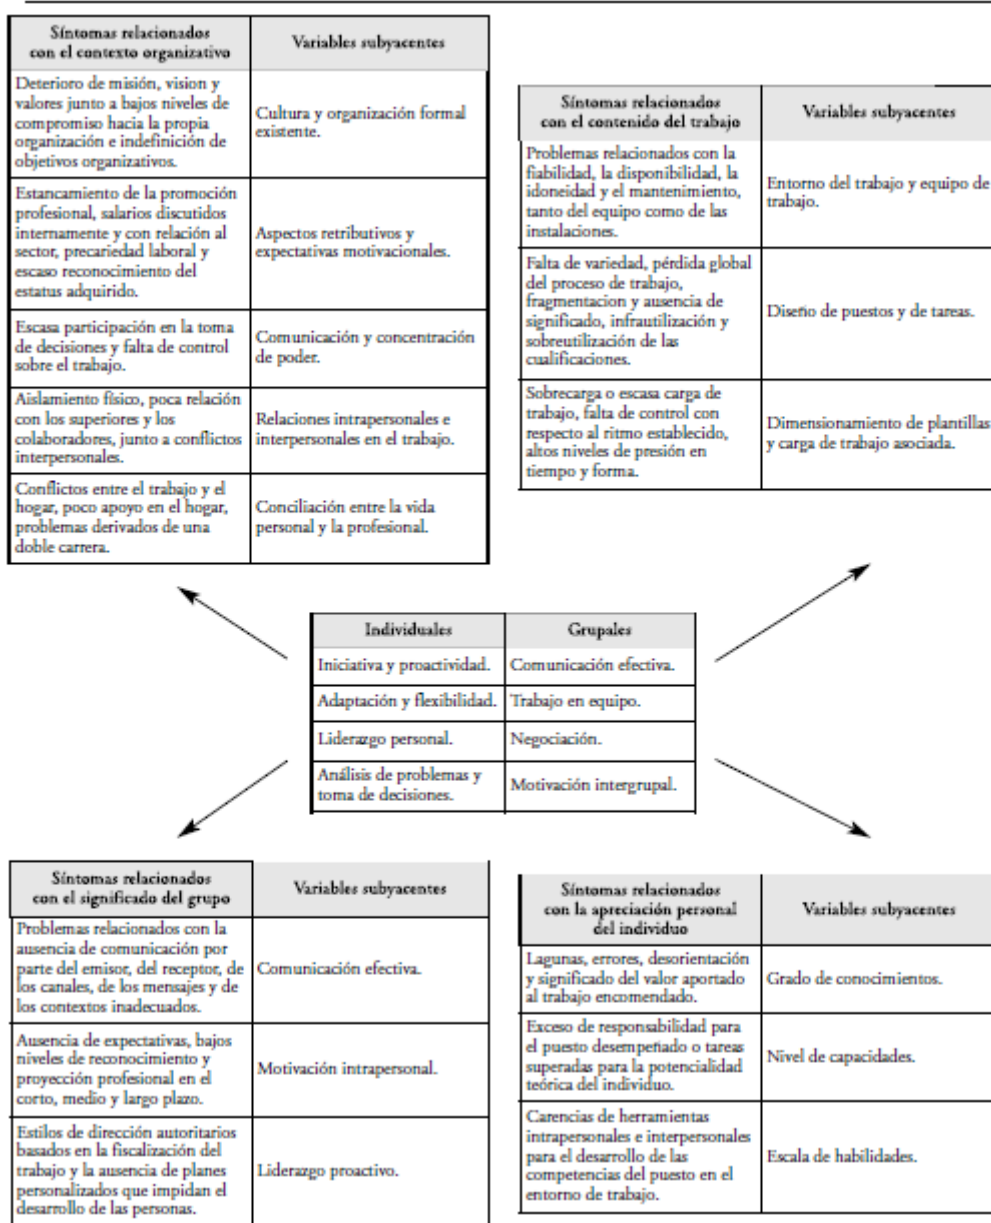 Síntomas relacionados
con el contexto organizativo
Variables subyacentes
Deterioro de misión, vision y
valores junto a bajos niveles de
compromiso hacia la propia
organización e indefinición de
objetivos organizativos.
Cultura y organización formal
existente.
Estancamiento de la promoción
profesional, salarios discutidos
internamente y con relación al
sector, precariedad laboral y
escaso reconocimiento del
estatus adquirido.
Aspectos retributivos y
expectativas motivacionales.
Escasa participación en la toma
de decisiones y falta de control
sobre el trabajo.
Comunicación y concentración
de poder.
Aislamiento físico, poca relación
con los superiores y los
colaboradores, junto a conflictos
interpersonales.
Relaciones intrapersonales e
interpersonales en el trabajo.
Conflictos entre el trabajo y el
hogar, poco apoyo en el hogar,
problemas derivados de una
doble carrera.
Conciliación entre la vida
personal y la profesional.
Síntomas relacionados
con el contenido del trabajo
Variables subyacentes
Problemas relacionados con la
fiabilidad, la disponibilidad, la
idoneidad y el mantenimiento,
tanto del equipo como de las
instalaciones.
Entorno del trabajo y equipo de
trabajo.
Falta de variedad, pérdida global
del proceso de trabajo,
fragmentacion y ausencia de
significado, infrautilización y
sobreutilización de las
cualificaciones.
Diseño de puestos y de tareas.
Sobrecarga o escasa carga de
trabajo, falta de control con
respecto al ritmo establecido,
altos niveles de presión en
tiempo y forma.
Dimensionamiento de plantillas
y carga de trabajo asociada.
Individuales
Grupales
Iniciativa y proactividad.
Comunicación efectiva.
Adaptación y flexibilidad.
Trabajo en equipo.
Liderazgo personal.
Negociación.
Análisis de problemas y
toma de decisiones.
Motivación intergrupal.
Síntomas relacionados
con el significado del grupo
Variables subyacentes
Problemas relacionados con la
ausencia de comunicación por
parte del emisor, del receptor, de
los canales, de los mensajes y de
los contextos inadecuados.
Comunicación efectiva.
Ausencia de expectativas, bajos
niveles de reconocimiento y
proyección profesional en el
corto, medio y largo plazo.
Motivación intrapersonal.
Estilos de dirección autoritarios
basados en la fiscalización del
trabajo y la ausencia de planes
personalizados que impidan el
desarrollo de las personas.
Liderazgo proactivo.
Síntomas relacionados
con la apreciación personal
del individuo
Variables subyacentes
Lagunas, errores, desorientación
y significado del valor aportado
al trabajo encomendado.
Grado de conocimientos.
Exceso de responsabilidad para
el puesto desempeñado o tareas
superadas para la potencialidad
teórica del individuo.
Nivel de capacidades.
Carencias de herramientas
intrapersonales e interpersonales
para el desarrollo de las
competencias del puesto en el
entorno de trabajo.
Escala de habilidades.